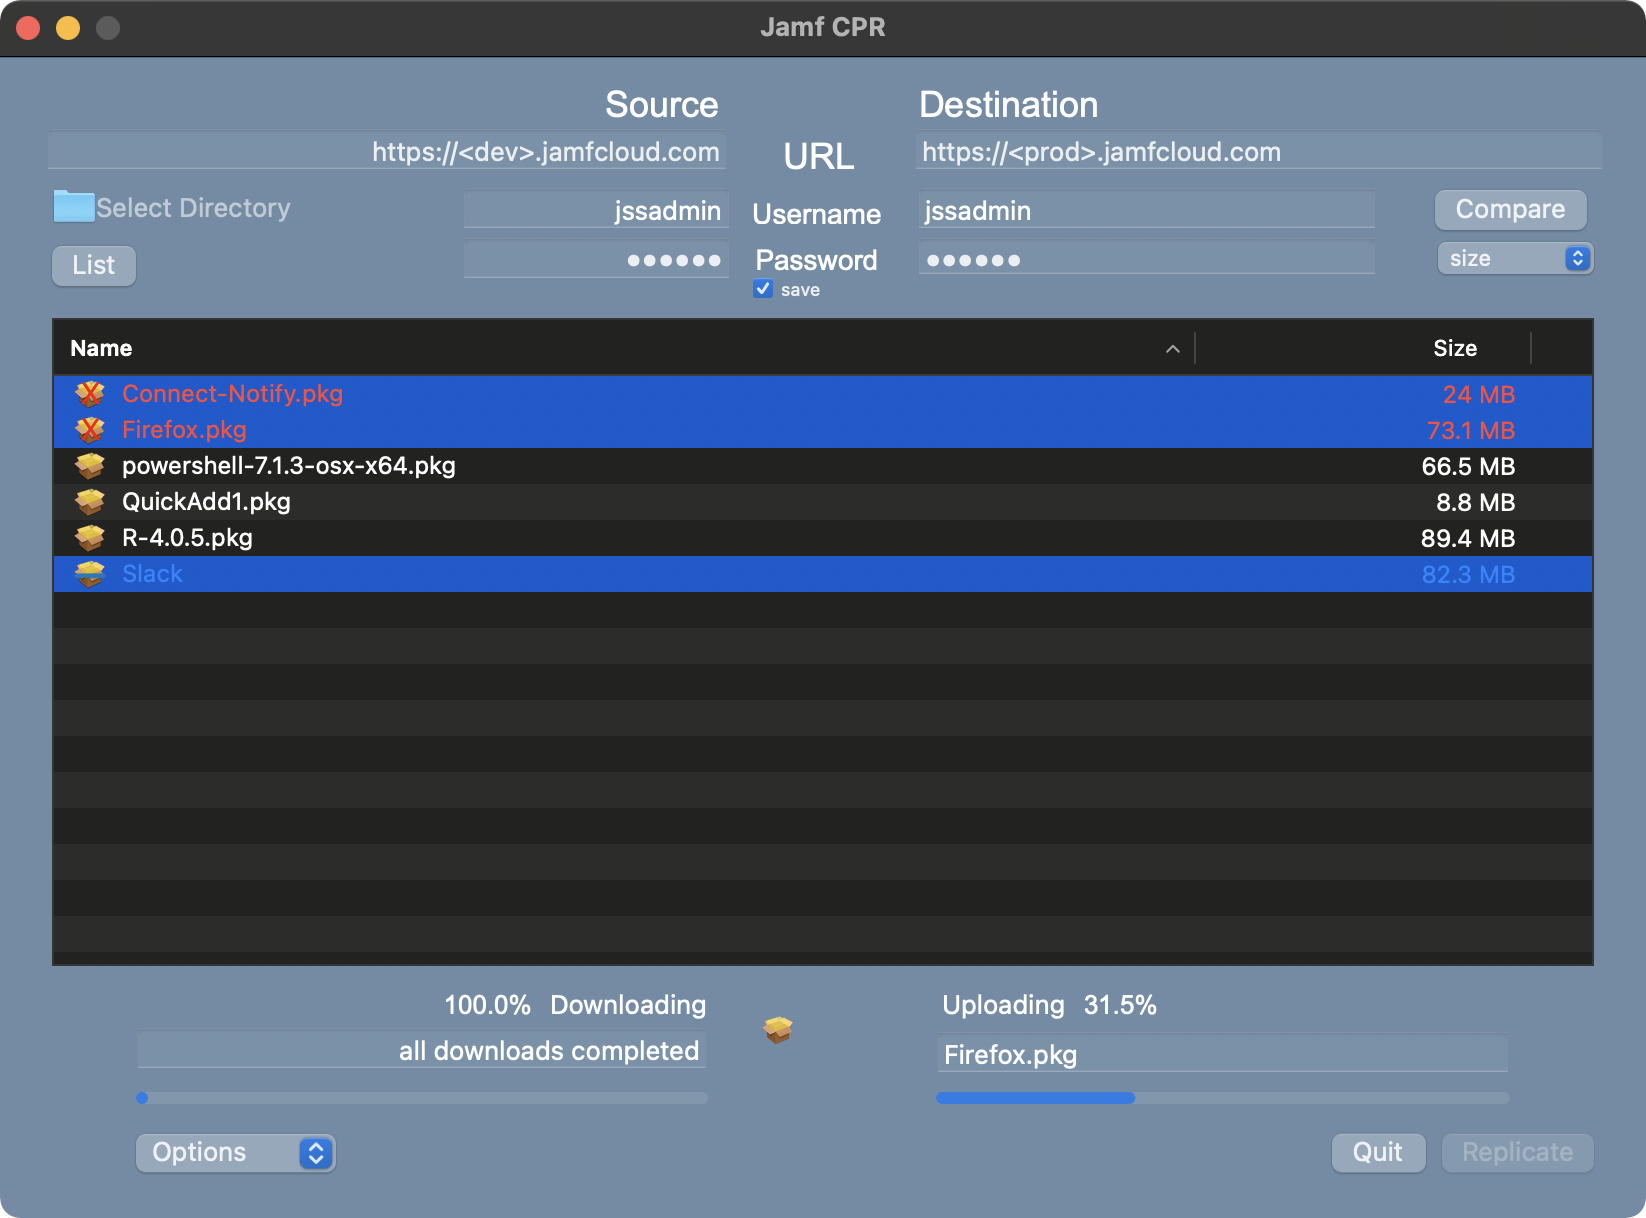 Jamf CPR
Source
Destination
https://<dev>.jamfcloud.com
URL
https://<prod>.jamfcloud.com
Select Directory
jssadmin
Username
jssadmin
Compare
List
••••••
Password
••••••
size
save
Name
Size
Connect-Notify.pkg 24 MB
Firefox.pkg 73.1 MB
powershell-7.1.3-osx-x64.pkg 66.5 MB
QuickAdd1.pkg 8.8 MB
R-4.0.5.pkg 89.4 MB
Slack 82.3 MB
100.0% Downloading
Uploading 31.5%
all downloads completed
Firefox.pkg
Options
Quit
Replicate